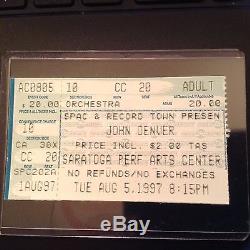 AC0805 10 CC 20 ADULT
$ 20.00 ORCHESTRA 20.00
SPAC & RECORD TOWN PRESEN
10 JOHN DENVER
CA 30X PRICE INCL. $2.00 TAS
CC 20 SARATOGA PERF ARTS CENTER
SPC202A NO REFUNDS/NO EXCHANGES
1AUG97 TUE AUG 5.1997 8:15PM